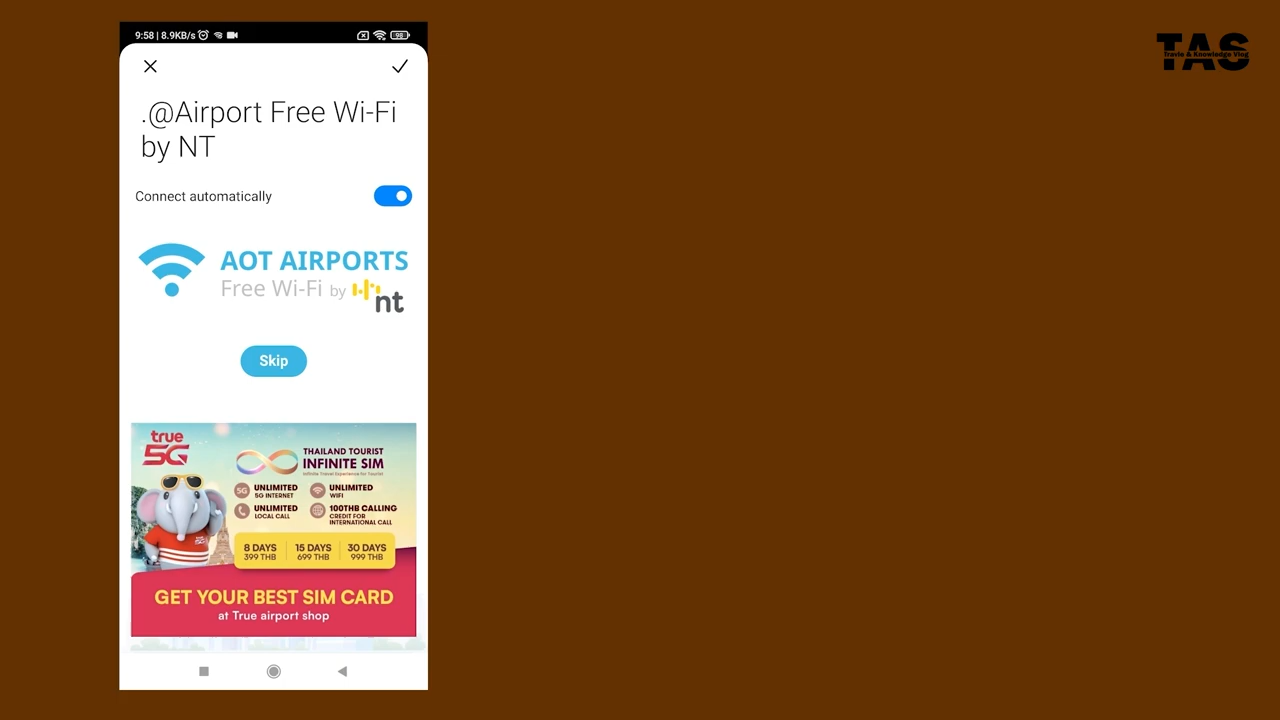 9:58 | 8.9KB/s
98
TAS
Travle & Knowledge Vlog
.@Airport Free Wi-Fi
by NT
Connect automatically
AOT AIRPORTS
Free Wi-Fi by nt
Skip
true
5G
THAILAND TOURIST
INFINITE SIM
Infinite Travel Experience for Tourist
5G UNLIMITED
5G INTERNET
UNLIMITED
WIFI
UNLIMITED
LOCAL CALL
100THB CALLING
CREDIT FOR
INTERNATIONAL CALL
8 DAYS
399 THB
15 DAYS
699 THB
30 DAYS
999 THB
GET YOUR BEST SIM CARD
at True airport shop